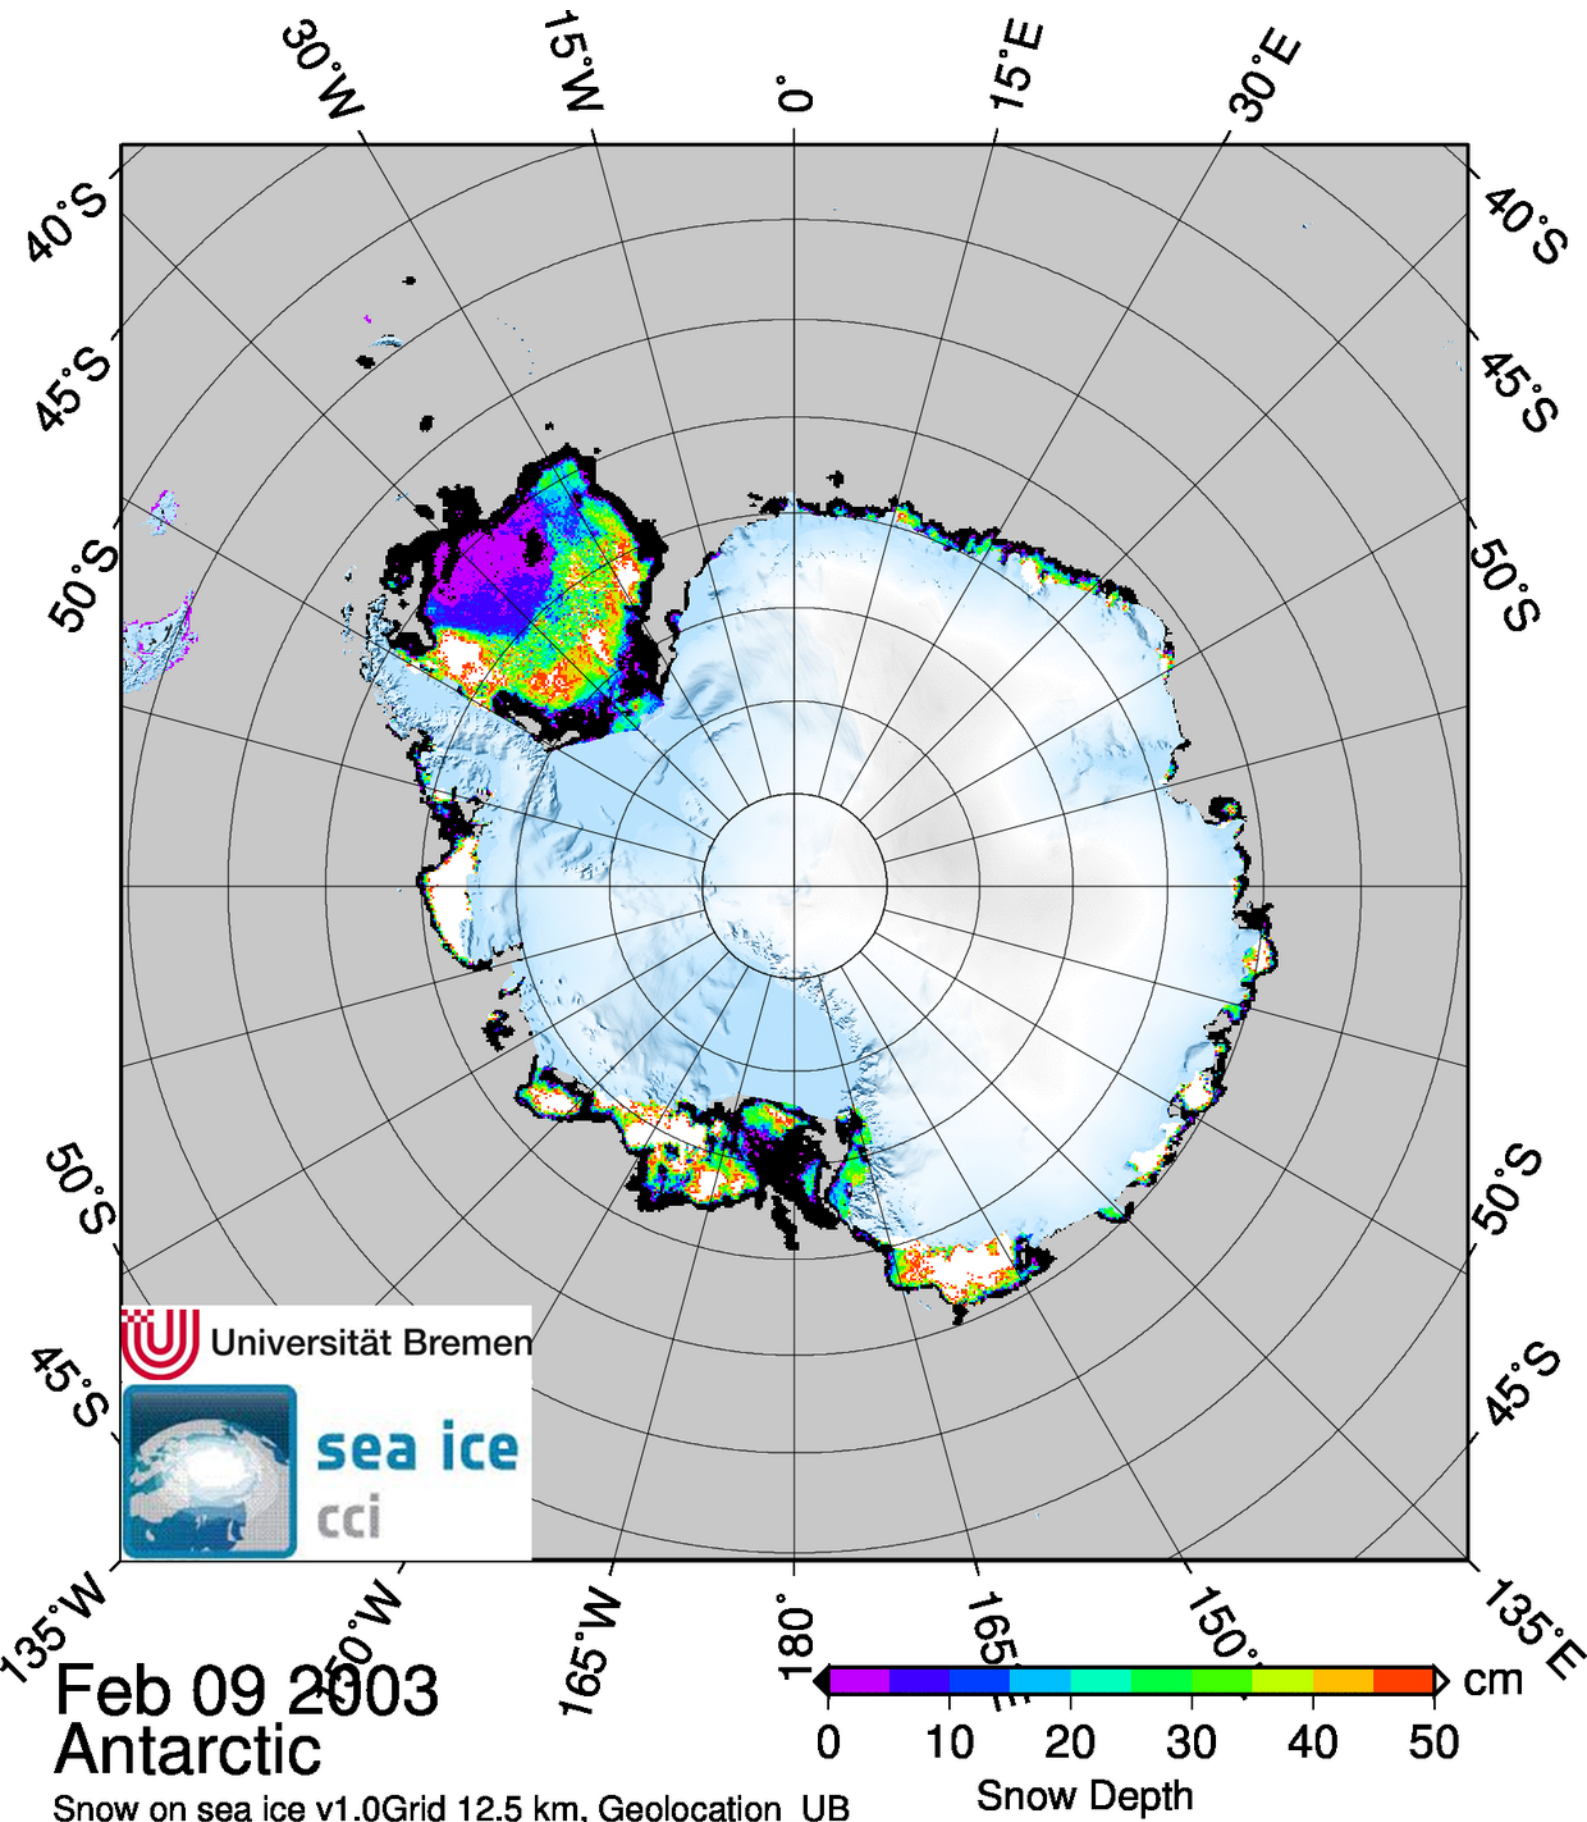 30°W
15°W
0°
15°E
30°E
40°S
40°S
45°S
45°S
50°S
50°S
50°S
50°S
45°S
45°S
Universität Bremen
sea ice
cci
135°W
165°W
180°
150°
135°E
Feb 09 2003
Antarctic
Snow on sea ice v1.0Grid 12.5 km, Geolocation UB
cm
0 10 20 30 40 50
Snow Depth